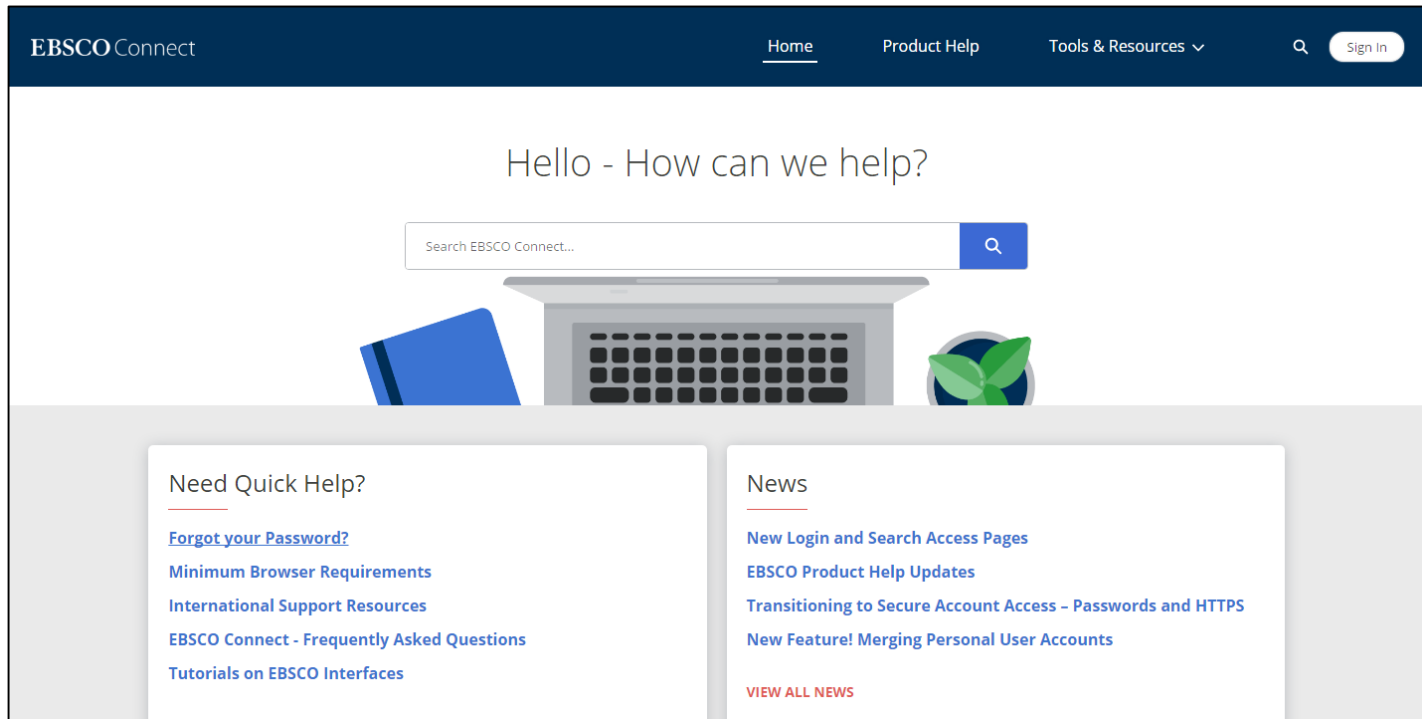 EBSCO Connect
Home
Product Help
Tools & Resources
Sign In
Hello - How can we help?
Search EBSCO Connect...
Need Quick Help?
Forgot your Password?
Minimum Browser Requirements
International Support Resources
EBSCO Connect - Frequently Asked Questions
Tutorials on EBSCO Interfaces
News
New Login and Search Access Pages
EBSCO Product Help Updates
Transitioning to Secure Account Access – Passwords and HTTPS
New Feature! Merging Personal User Accounts
VIEW ALL NEWS